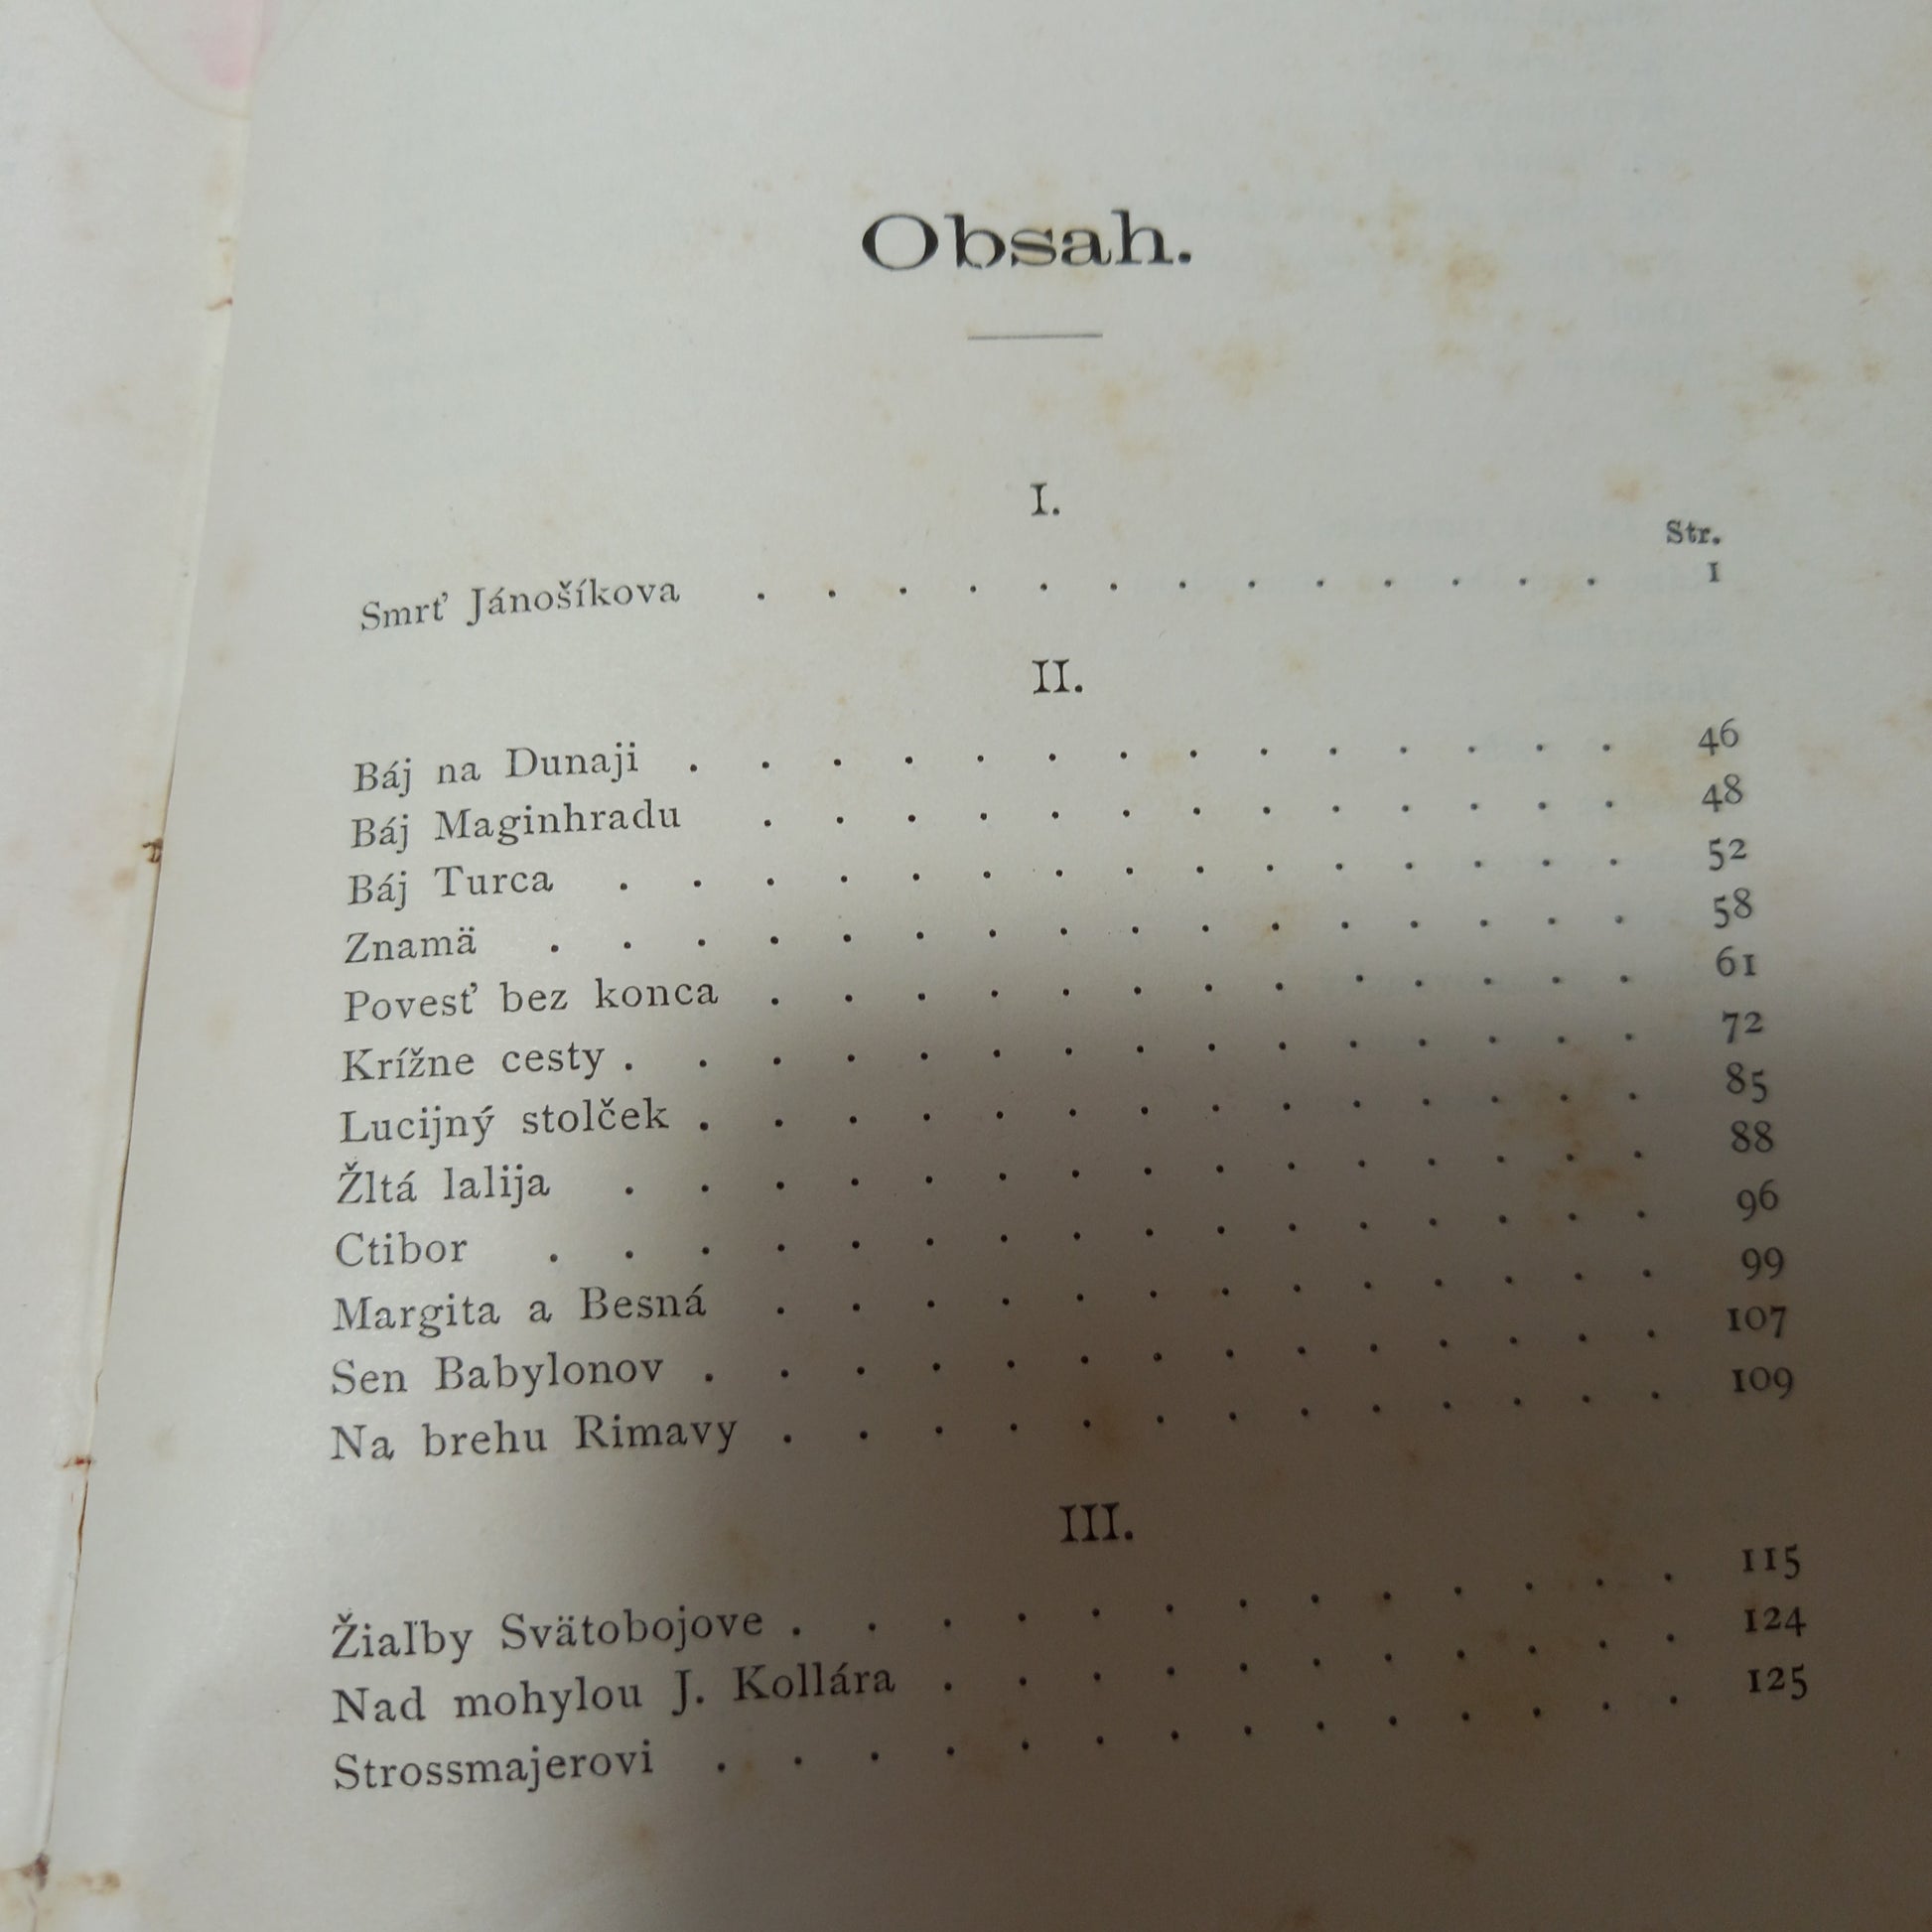 Obsah.
I.
Str.
Smrť Jánošíkova . . . . . . . . . . . . . 1
II.
Báj na Dunaji . . . . . . . . . . . . . . 46
Báj Maginhradu . . . . . . . . . . . . . 48
Báj Turca . . . . . . . . . . . . . . . 52
Znamä . . . . . . . . . . . . . . . . 58
Povesť bez konca . . . . . . . . . . . . . 61
Krížne cesty . . . . . . . . . . . . . . . 72
Lucijný stolček . . . . . . . . . . . . . . 85
Žltá lalija . . . . . . . . . . . . . . . 88
Ctibor . . . . . . . . . . . . . . . . 96
Margita a Besná . . . . . . . . . . . . . 99
Sen Babylonov . . . . . . . . . . . . . . 107
Na brehu Rimavy . . . . . . . . . . . . . 109
III.
Žiaľby Svätobojove . . . . . . . . . . . . . 115
Nad mohylou J. Kollára . . . . . . . . . . . 124
Strossmajerovi . . . . . . . . . . . . . . 125